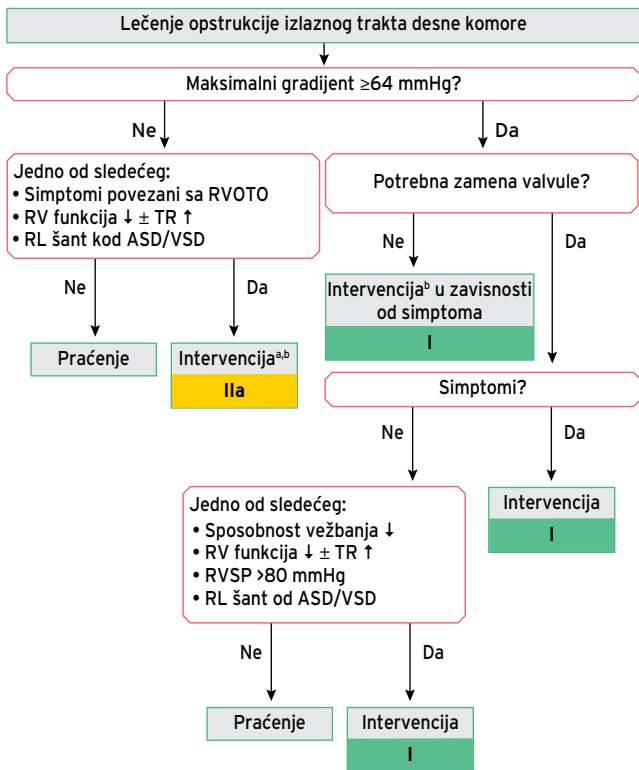 Lečenje opstrukcije izlaznog trakta desne komore
Maksimalni gradijent ≥64 mmHg?
Ne
Da
Jedno od sledećeg:
• Simptomi povezani sa RVOTO
• RV funkcija ↓ ± TR ↑
• RL šant kod ASD/VSD
Potrebna zamena valvule?
Ne
Da
Ne
Da
Praćenje
Intervencijaᵃ,ᵇ
IIa
Intervencijaᵇ u zavisnosti
od simptoma
I
Simptomi?
Ne
Da
Jedno od sledećeg:
• Sposobnost vežbanja ↓
• RV funkcija ↓ ± TR ↑
• RVSP >80 mmHg
• RL šant od ASD/VSD
Intervencija
I
Ne
Da
Praćenje
Intervencija
I